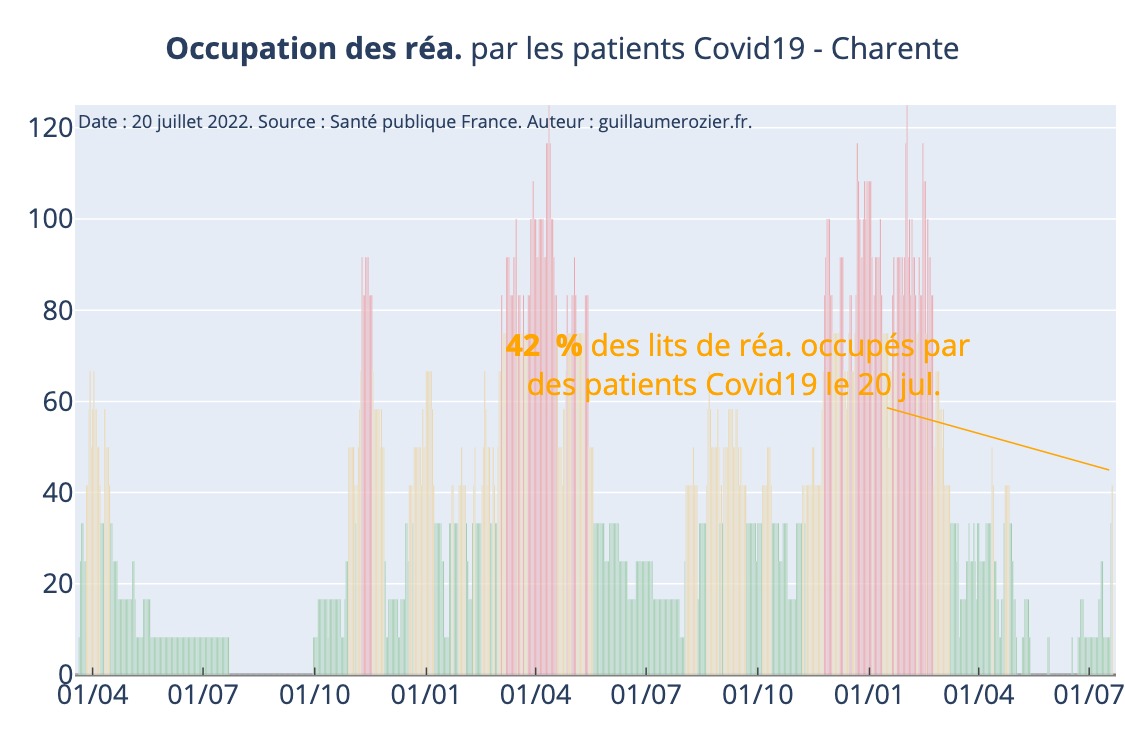 Occupation des réa. par les patients Covid19 - Charente
Date : 20 juillet 2022. Source : Santé publique France. Auteur : guillaumerozier.fr.
120
100
80
60
40
20
0
42 % des lits de réa. occupés par
des patients Covid19 le 20 jul.
01/04 01/07 01/10 01/01 01/04 01/07 01/10 01/01 01/04 01/07